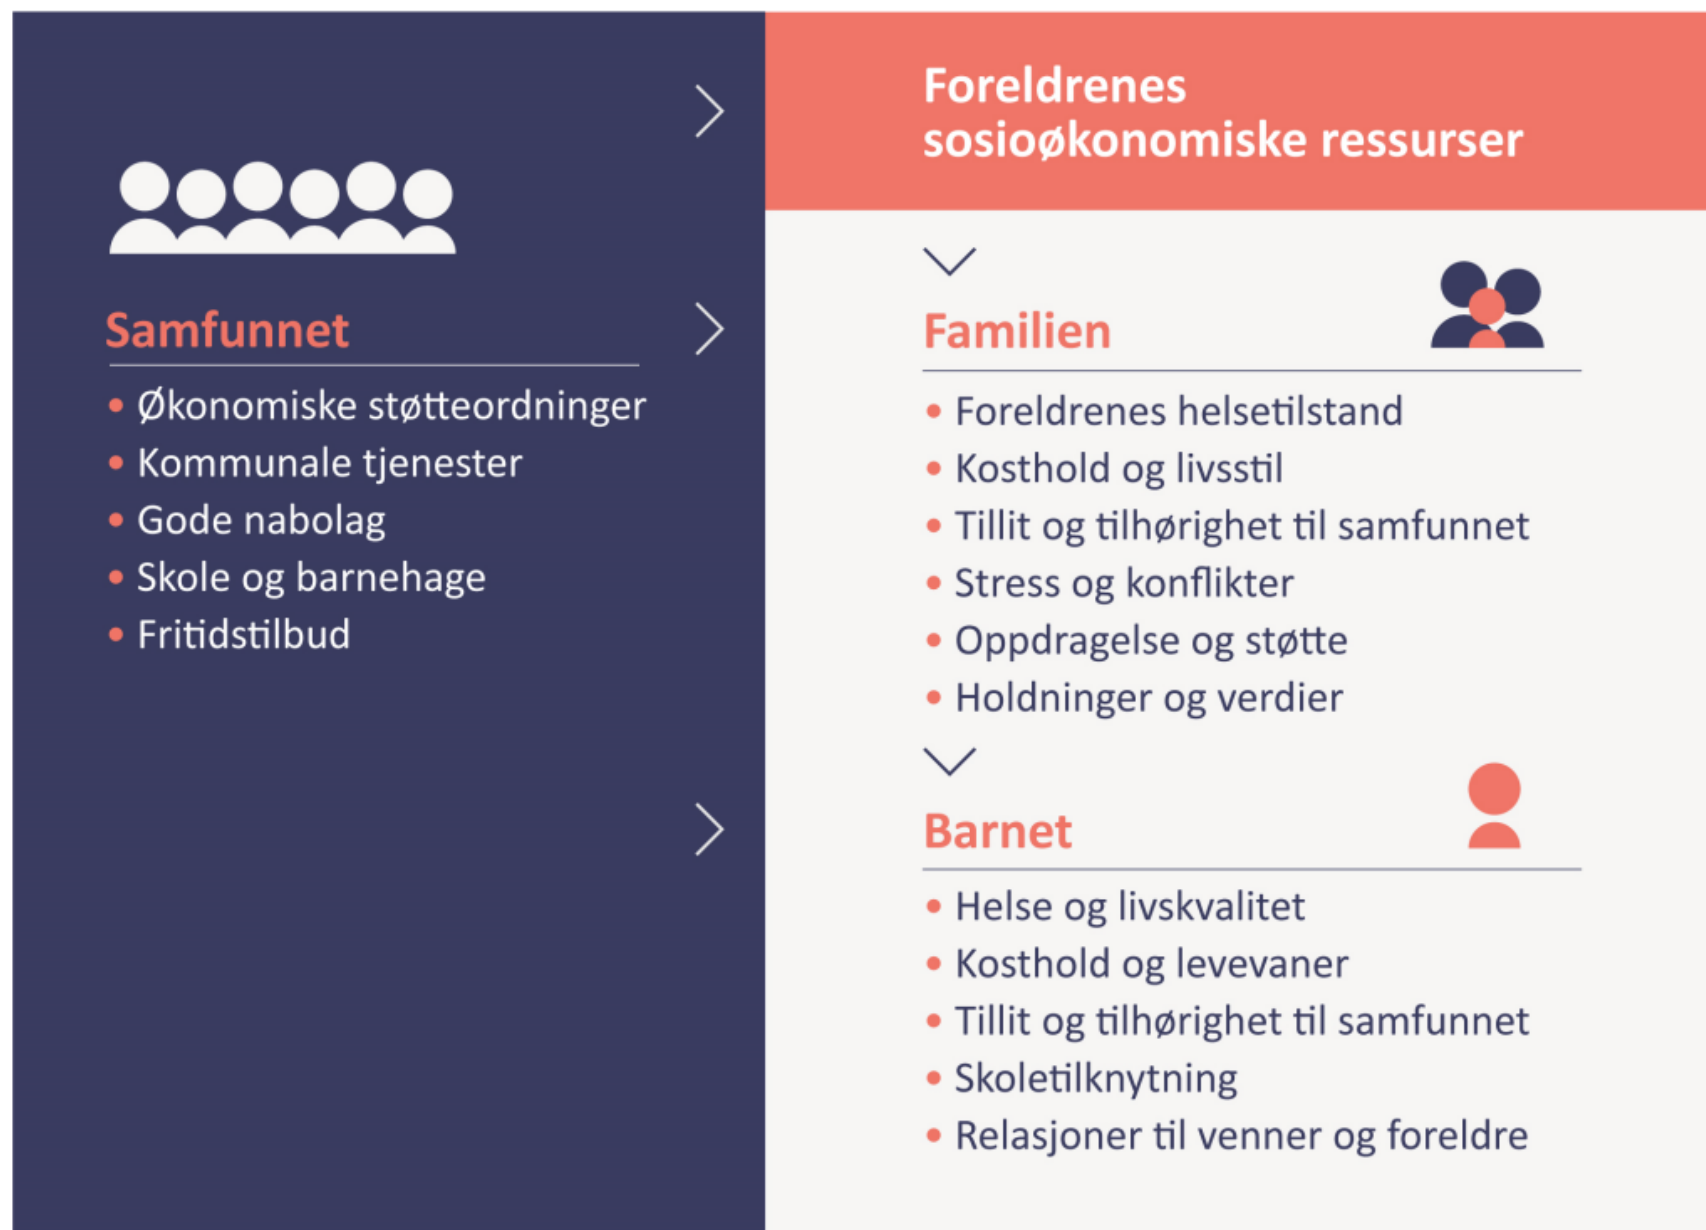 Samfunnet
• Økonomiske støtteordninger
• Kommunale tjenester
• Gode nabolag
• Skole og barnehage
• Fritidstilbud
Foreldrenes
sosioøkonomiske ressurser
Familien
• Foreldrenes helsetilstand
• Kosthold og livsstil
• Tillit og tilhørighet til samfunnet
• Stress og konflikter
• Oppdragelse og støtte
• Holdninger og verdier
Barnet
• Helse og livskvalitet
• Kosthold og levevaner
• Tillit og tilhørighet til samfunnet
• Skoletilknytning
• Relasjoner til venner og foreldre